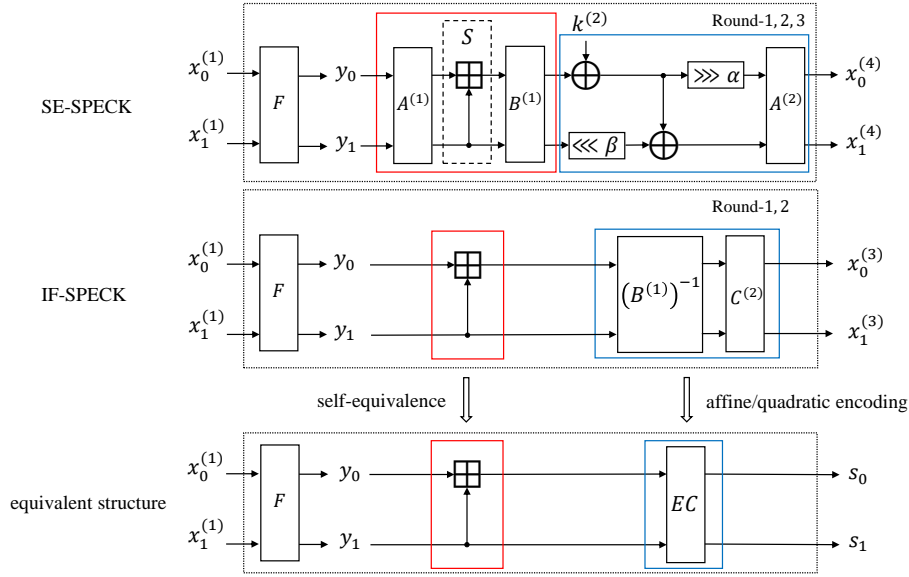 Round-1, 2, 3
x_0^{(1)} F y_0 A^{(1)} S B^{(1)} k^{(2)} ⋙ α A^{(2)} x_0^{(4)}
SE-SPECK
x_1^{(1)} y_1 ⋘ β x_1^{(4)}
Round-1, 2
x_0^{(1)} F y_0 (B^{(1)})^{-1} C^{(2)} x_0^{(3)}
IF-SPECK
x_1^{(1)} y_1 x_1^{(3)}
self-equivalence affine/quadratic encoding
x_0^{(1)} F y_0 EC s_0
equivalent structure
x_1^{(1)} y_1 s_1